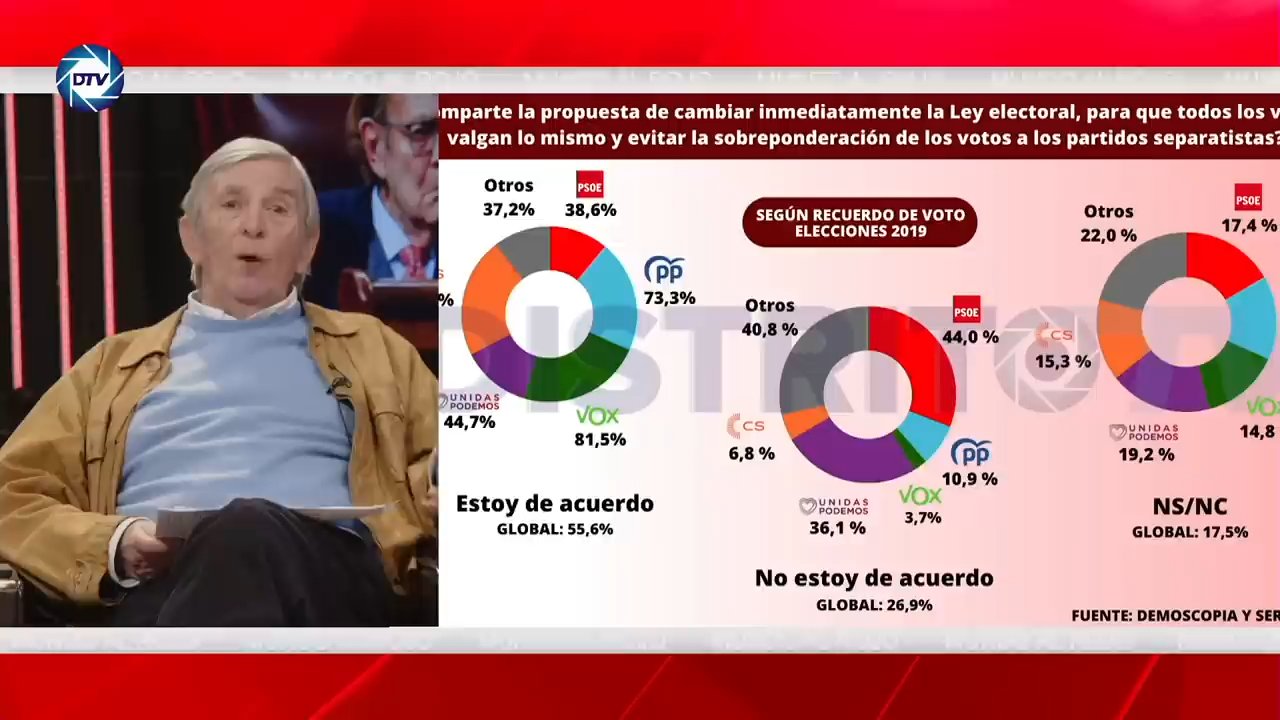 DTV
omparte la propuesta de cambiar inmediatamente la Ley electoral, para que todos los v
valgan lo mismo y evitar la sobreponderación de los votos a los partidos separatistas?
SEGÚN RECUERDO DE VOTO
ELECCIONES 2019
Otros
37,2%
PSOE
38,6%
pp
73,3%
VOX
81,5%
UNIDAS
PODEMOS
44,7%
S
%
Estoy de acuerdo
GLOBAL: 55,6%
Otros
40,8 %
PSOE
44,0 %
pp
10,9 %
VOX
3,7%
UNIDAS
PODEMOS
36,1 %
CS
6,8 %
No estoy de acuerdo
GLOBAL: 26,9%
Otros
22,0 %
PSOE
17,4 %
CS
15,3 %
UNIDAS
PODEMOS
19,2 %
VO
14,8
NS/NC
GLOBAL: 17,5%
DISTRITOT
FUENTE: DEMOSCOPIA Y SER